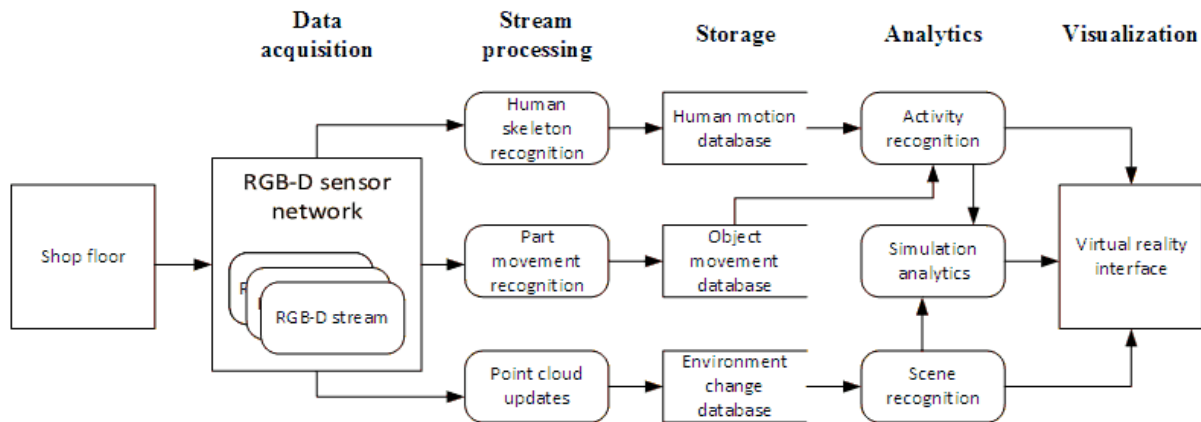 Data
acquisition
Stream
processing
Storage
Analytics
Visualization
Human
skeleton
recognition
Human motion
database
Activity
recognition
RGB-D sensor
network
Shop floor
Part
movement
recognition
Object
movement
database
Simulation
analytics
Virtual reality
interface
RGB-D stream
Point cloud
updates
Environment
change
database
Scene
recognition